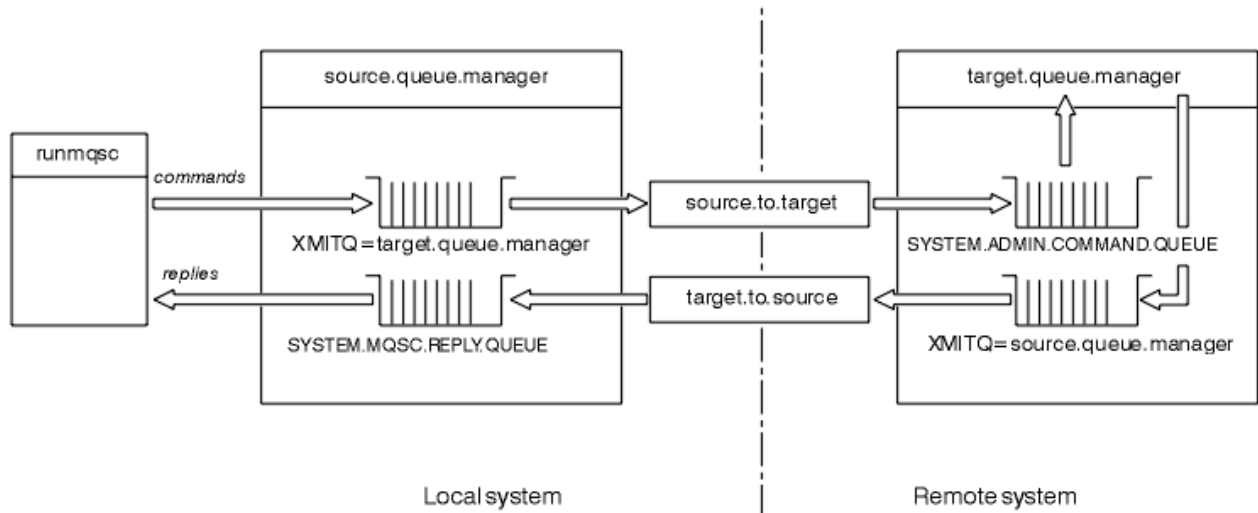 source.queue.manager
target.queue.manager
runmqsc
commands
source.to.target
XMITQ=target.queue.manager
SYSTEM.ADMIN.COMMAND.QUEUE
replies
target.to.source
SYSTEM.MQSC.REPLY.QUEUE
XMITQ=source.queue.manager
Local system
Remote system